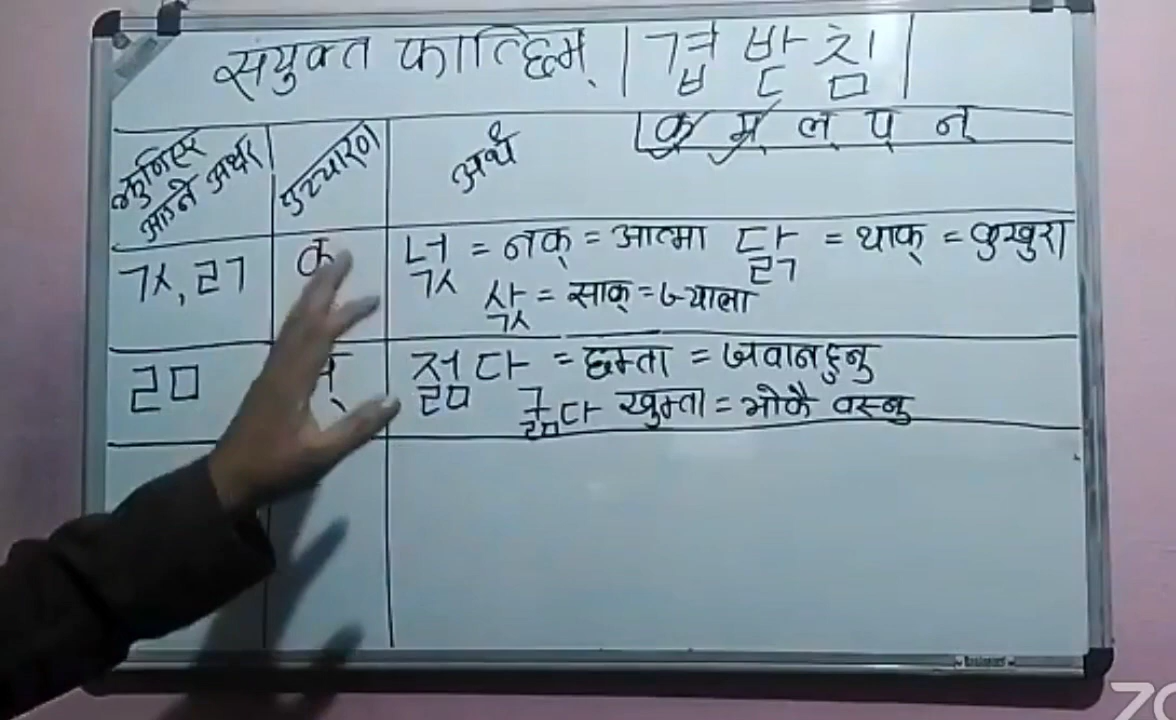 सयुक्त फात्छिम् | 겹받침 |
क् म् ल् प् न्
आउने अक्षर
उच्चारण
अर्थ
ㄱㅅ, ㄹㄱ
क्
넋 = नक् = आत्मा 닭 = थाक् = कुखुरा
삯 = साक् = ज्याला
ㄹㅁ
젊다 = छम्ता = जवान हुनु
굶다 खुम्ता = भोकै बस्नु